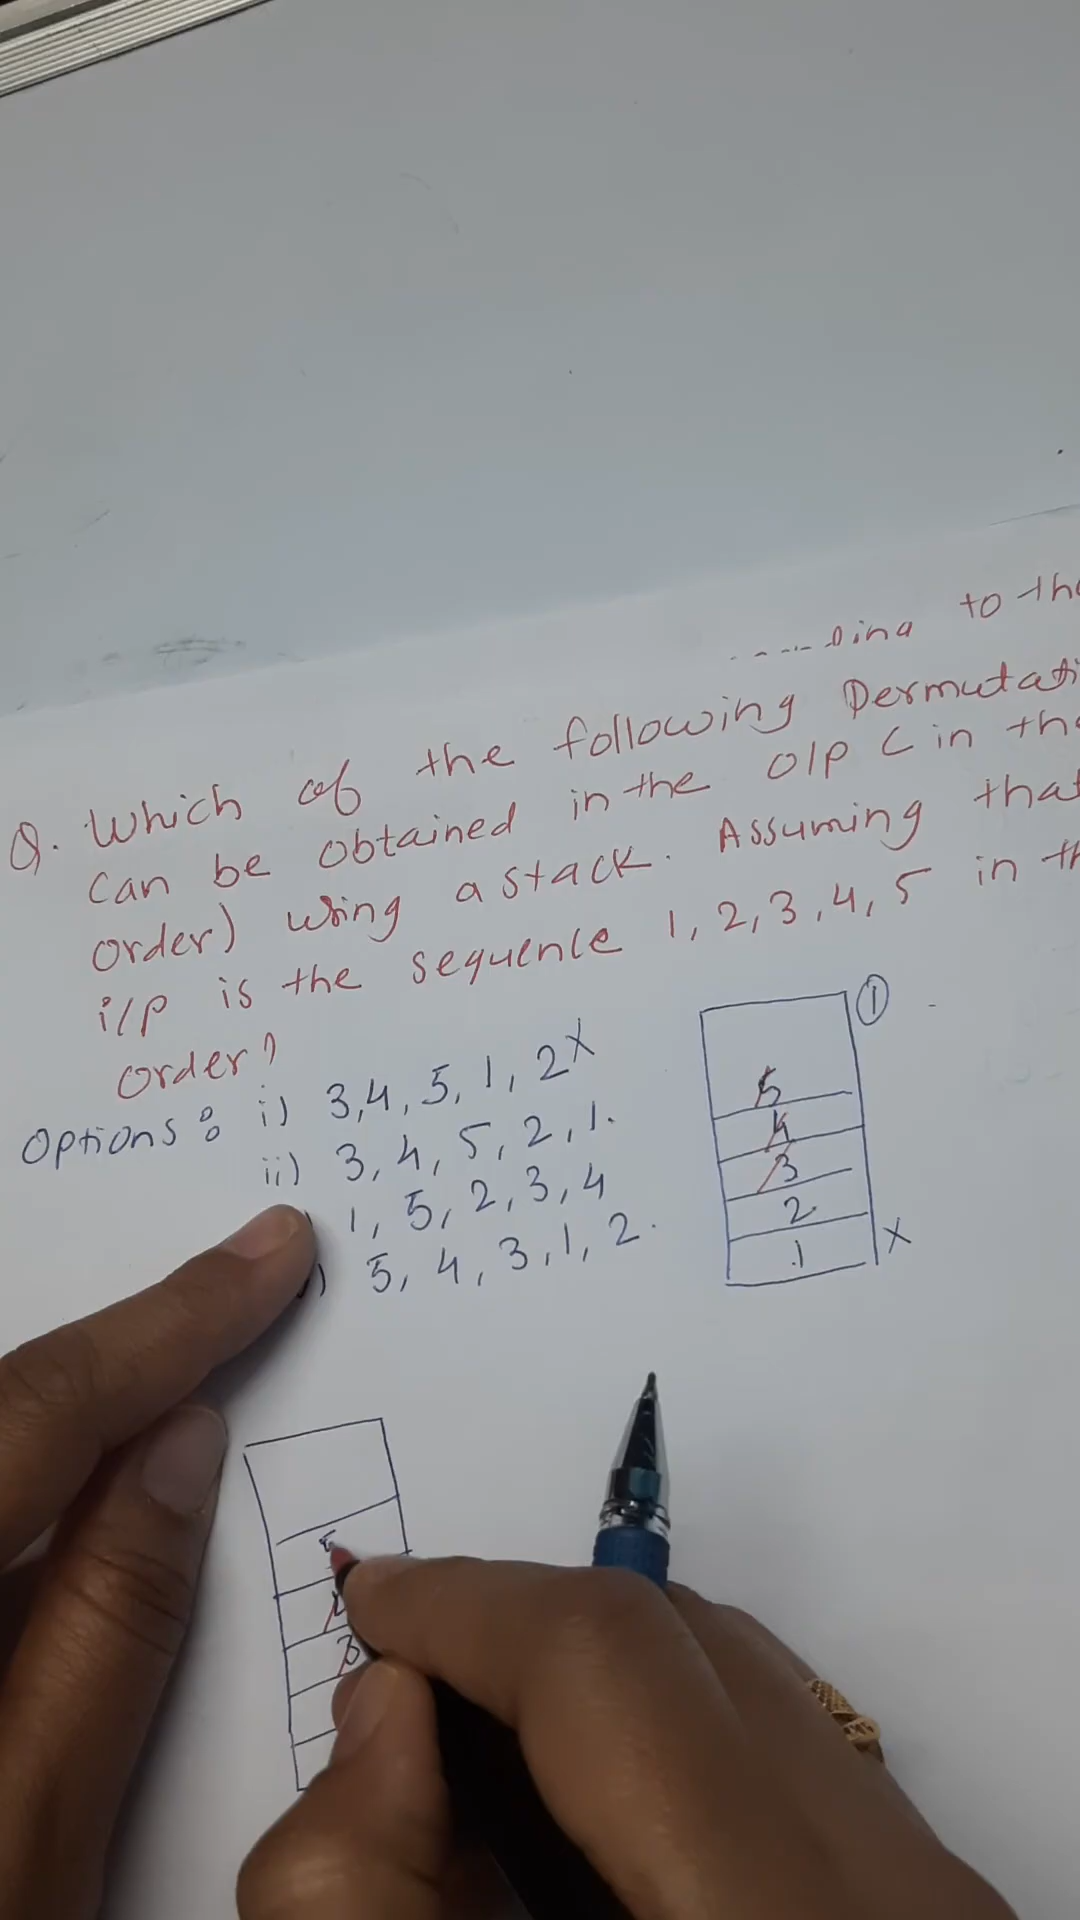 to the
Q. Which of the following Permutati
can be obtained in the O/P ( in the
order) using a stack. Assuming that
i/p is the sequence 1, 2, 3, 4, 5 in th
order?
Options : i) 3, 4, 5, 1, 2 X
ii) 3, 4, 5, 2, 1.
) 1, 5, 2, 3, 4
) 5, 4, 3, 1, 2.
1
5
4
3
2
1 X
5
4
3